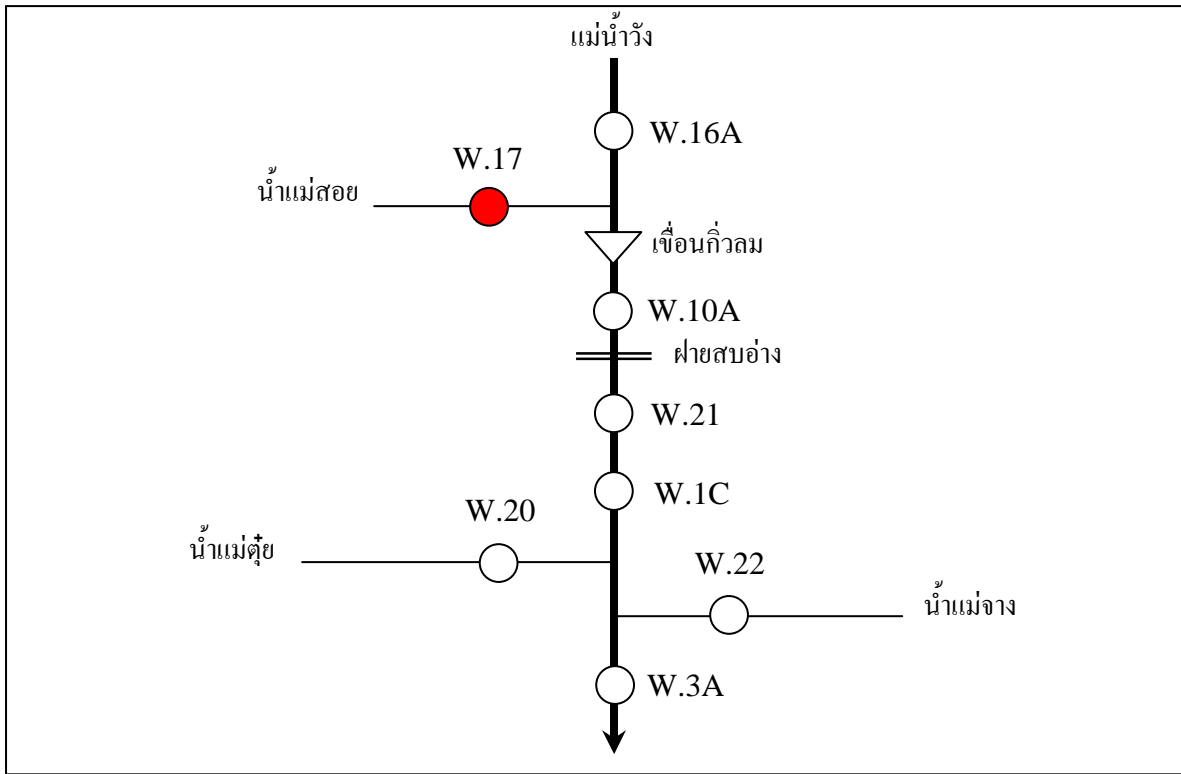 แม่น้ำวัง
W.16A
W.17
น้ำแม่สอย
เขื่อนกิ่วลม
W.10A
ฝายสบอ่าง
W.21
W.1C
W.20
น้ำแม่ตุ๋ย
W.22
น้ำแม่จาง
W.3A